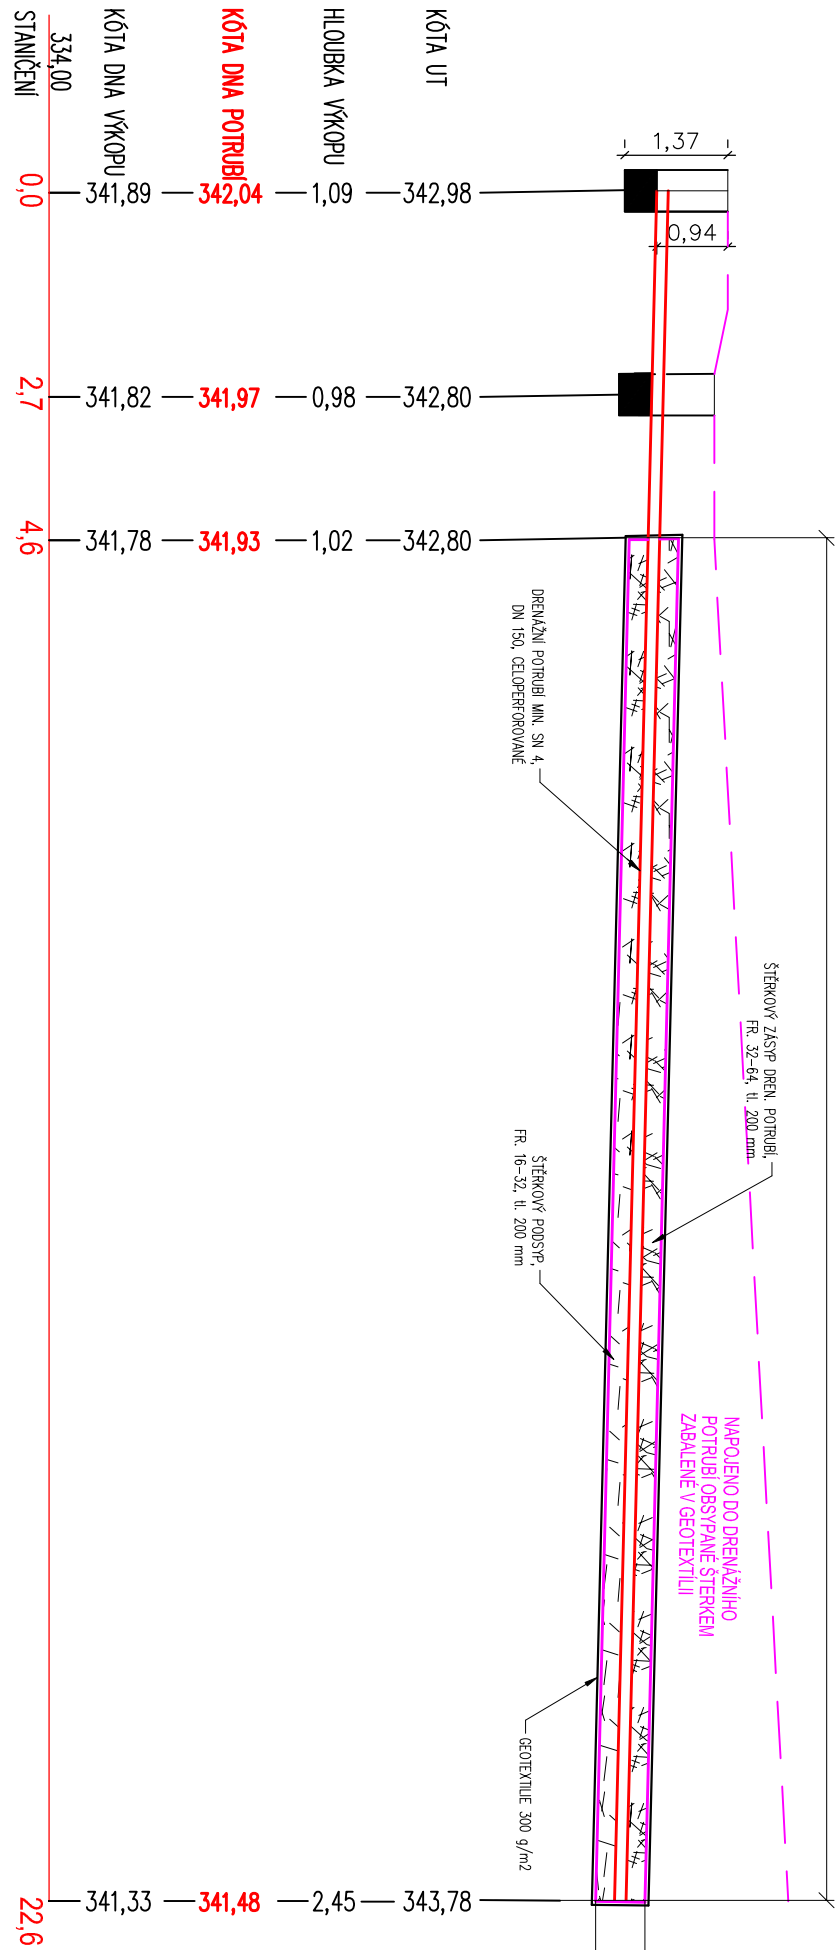 KÓTA UT
HLOUBKA VÝKOPU
KÓTA DNA POTRUBÍ
KÓTA DNA VÝKOPU
334,00
STANIČENÍ
1,37
0,94
0,0 341,89 342,04 1,09 342,98
2,7 341,82 341,97 0,98 342,80
4,6 341,78 341,93 1,02 342,80
22,6 341,33 341,48 2,45 343,78
DRENÁŽNÍ POTRUBÍ MIN. SN 4,
DN 150, CELOPERFOROVANÉ
ŠTĚRKOVÝ ZÁSYP DREN. POTRUBÍ,
FR. 32-64, tl. 200 mm
ŠTĚRKOVÝ PODSYP,
FR. 16-32, tl. 200 mm
NAPOJENO DO DRENÁŽNÍHO
POTRUBÍ OBSYPANÉ ŠTERKEM
ZABALENÉ V GEOTEXTÍLII
GEOTEXTILIE 300 g/m2